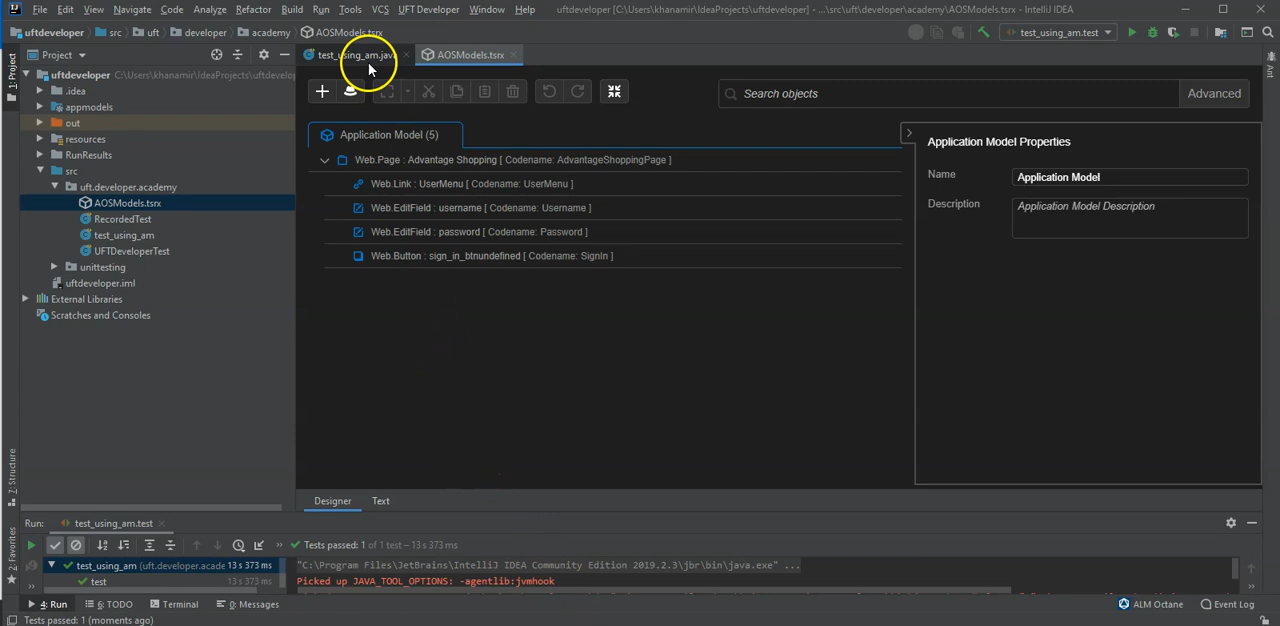 File Edit View Navigate Code Analyze Refactor Build Run Tools VCS UFT Developer Window Help uftdeveloper [C:\Users\khanamir\IdeaProjects\uftdeveloper] - ...\src\uft\developer\academy\AOSModels.tsrx - IntelliJ IDEA
uftdeveloper src uft developer academy AOSModels.tsrx test_using_am.test
1: Project
Project
test_using_am.java AOSModels.tsrx
Ant
uftdeveloper C:\Users\khanamir\IdeaProjects\uftdevelop
.idea
appmodels
out
resources
RunResults
src
uft.developer.academy
AOSModels.tsrx
RecordedTest
test_using_am
UFTDeveloperTest
unittesting
uftdeveloper.iml
External Libraries
Scratches and Consoles
Search objects Advanced
Application Model (5)
Web.Page : Advantage Shopping [ Codename: AdvantageShoppingPage ]
Web.Link : UserMenu [ Codename: UserMenu ]
Web.EditField : username [ Codename: Username ]
Web.EditField : password [ Codename: Password ]
Web.Button : sign_in_btnundefined [ Codename: SignIn ]
Application Model Properties
Name Application Model
Description Application Model Description
Designer Text
7: Structure
2: Favorites
Run: test_using_am.test
Tests passed: 1 of 1 test – 13 s 373 ms
test_using_am (uft.developer.acade 13 s 373 ms
test 13 s 373 ms
"C:\Program Files\JetBrains\IntelliJ IDEA Community Edition 2019.2.3\jbr\bin\java.exe" ...
Picked up JAVA_TOOL_OPTIONS: -agentlib:jvmhook
4: Run 6: TODO Terminal 0: Messages ALM Octane Event Log
Tests passed: 1 (moments ago)